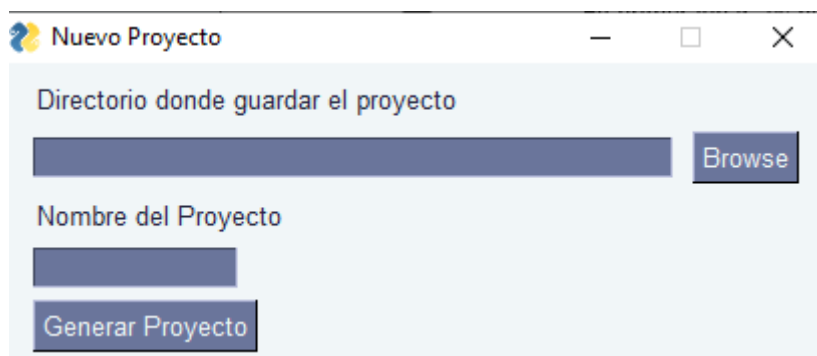 Nuevo Proyecto
Directorio donde guardar el proyecto
Browse
Nombre del Proyecto
Generar Proyecto